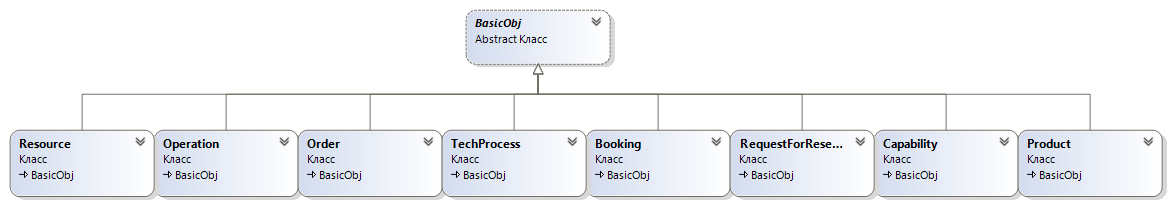 BasicObj
Abstract Класс
Resource
Класс
BasicObj
Operation
Класс
BasicObj
Order
Класс
BasicObj
TechProcess
Класс
BasicObj
Booking
Класс
BasicObj
RequestForRese...
Класс
BasicObj
Capability
Класс
BasicObj
Product
Класс
BasicObj